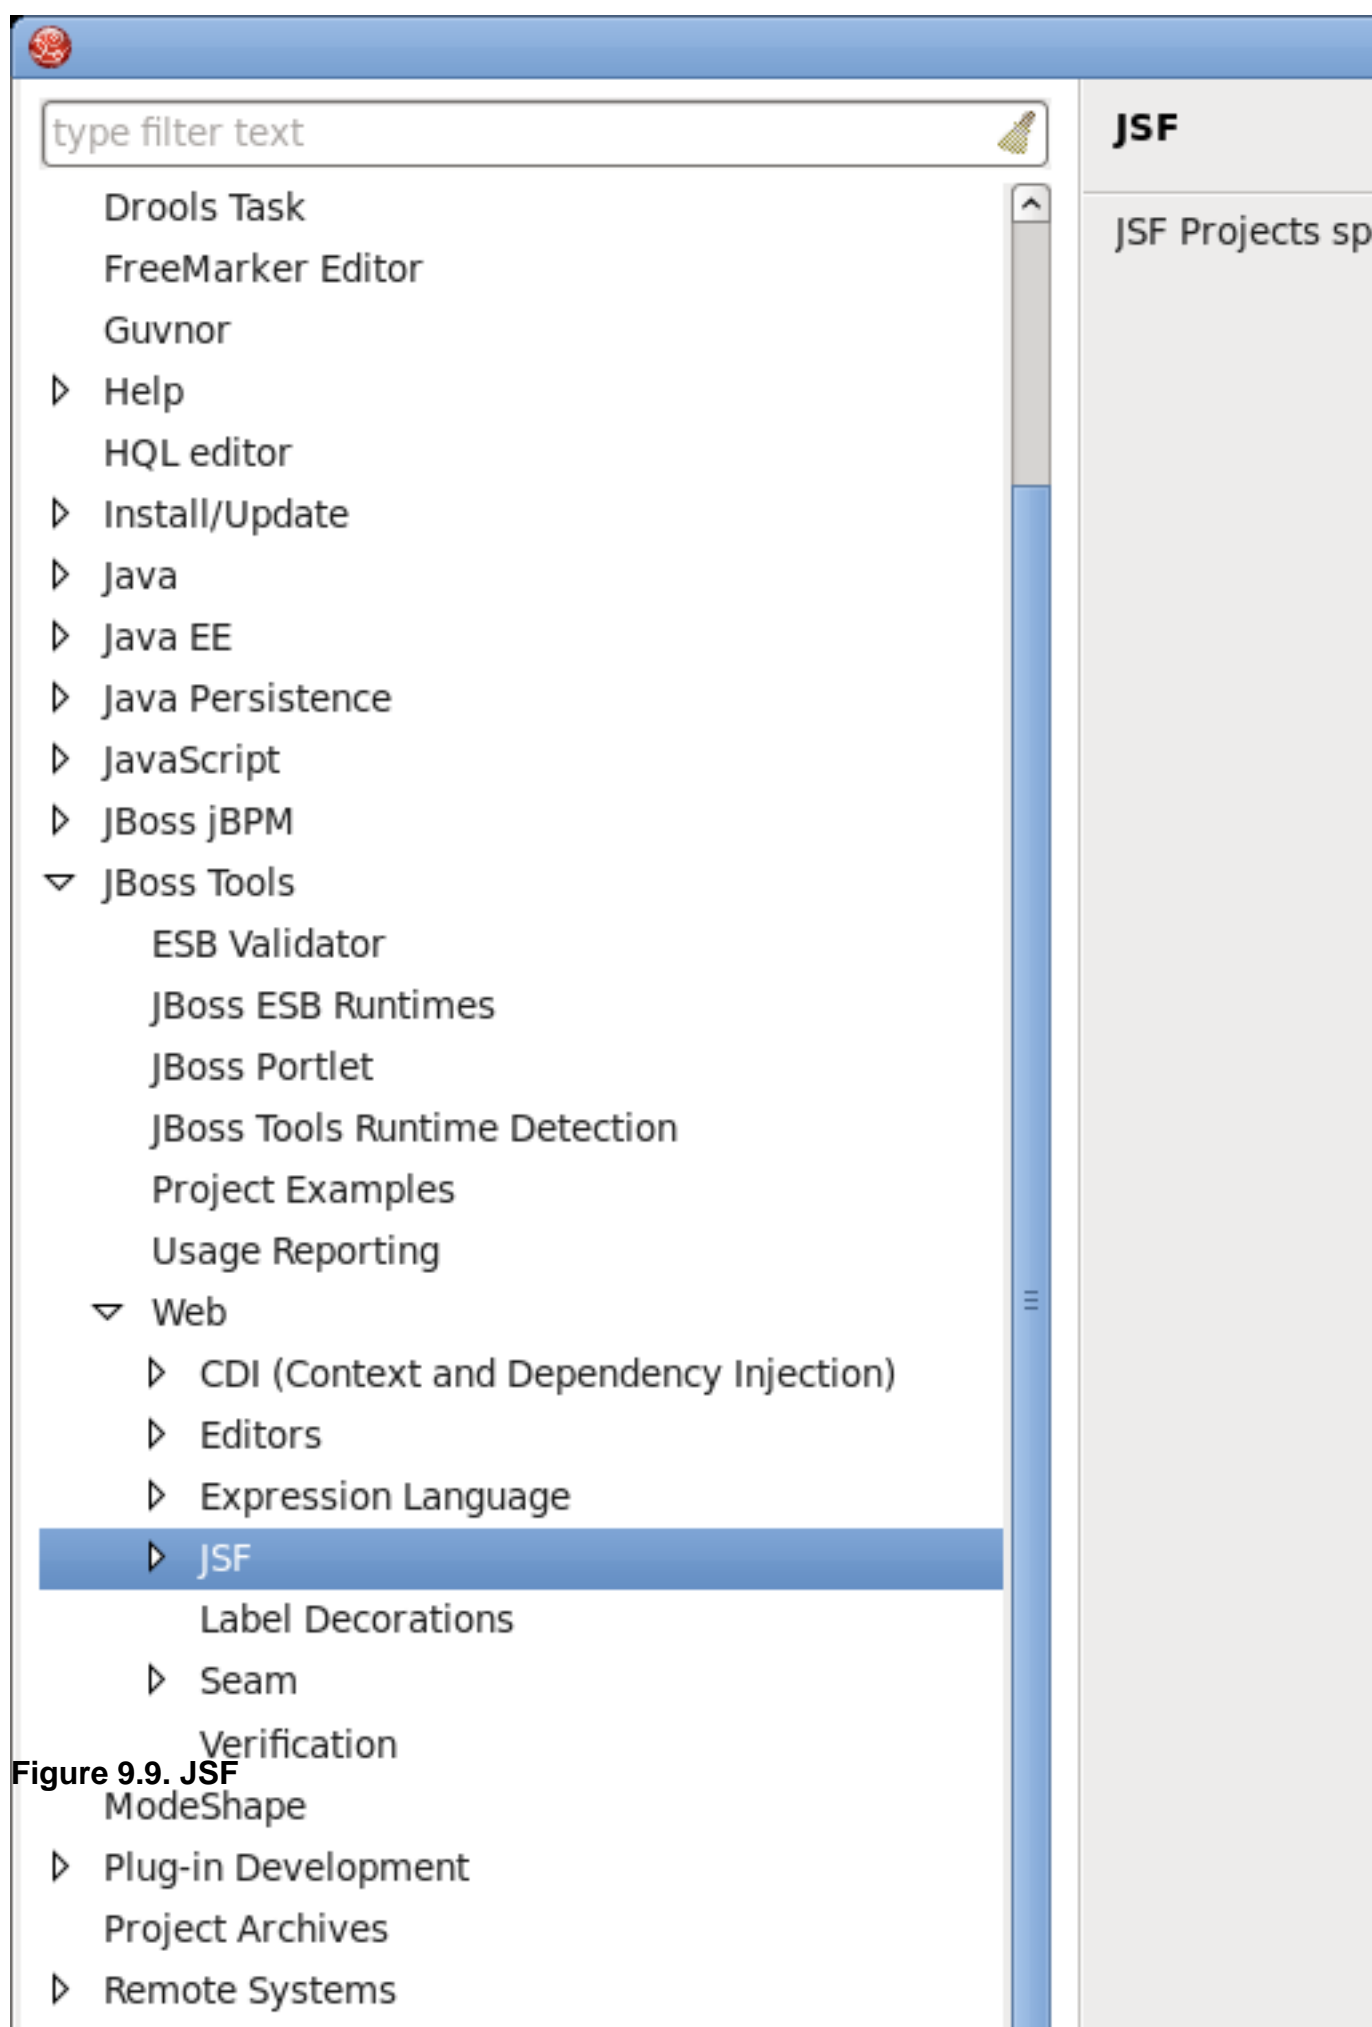 type filter text
JSF
Drools Task
JSF Projects sp
FreeMarker Editor
Guvnor
Help
HQL editor
Install/Update
Java
Java EE
Java Persistence
JavaScript
JBoss jBPM
JBoss Tools
ESB Validator
JBoss ESB Runtimes
JBoss Portlet
JBoss Tools Runtime Detection
Project Examples
Usage Reporting
Web
CDI (Context and Dependency Injection)
Editors
Expression Language
JSF
Label Decorations
Seam
Verification
Figure 9.9. JSF
ModeShape
Plug-in Development
Project Archives
Remote Systems